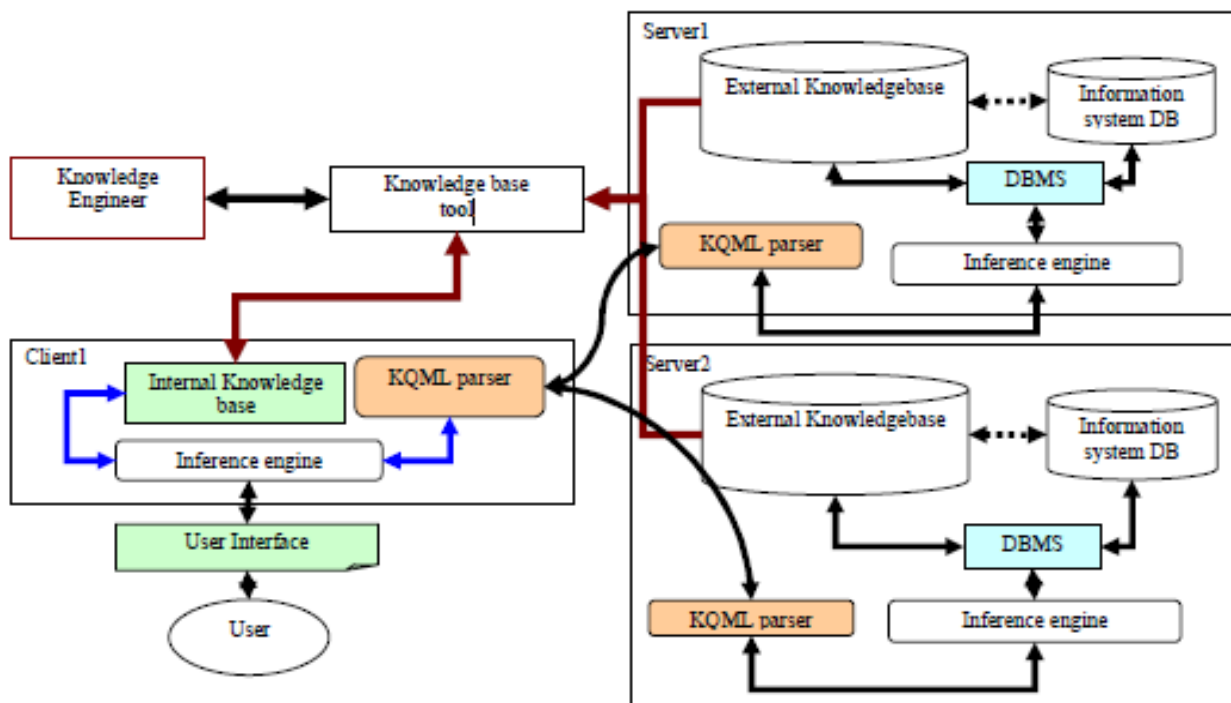 Server1
External Knowledgebase
Information
system DB
DBMS
KQML parser
Inference engine
Knowledge
Engineer
Knowledge base
tool
Client1
Internal Knowledge
base
KQML parser
Inference engine
User Interface
User
Server2
External Knowledgebase
Information
system DB
DBMS
KQML parser
Inference engine